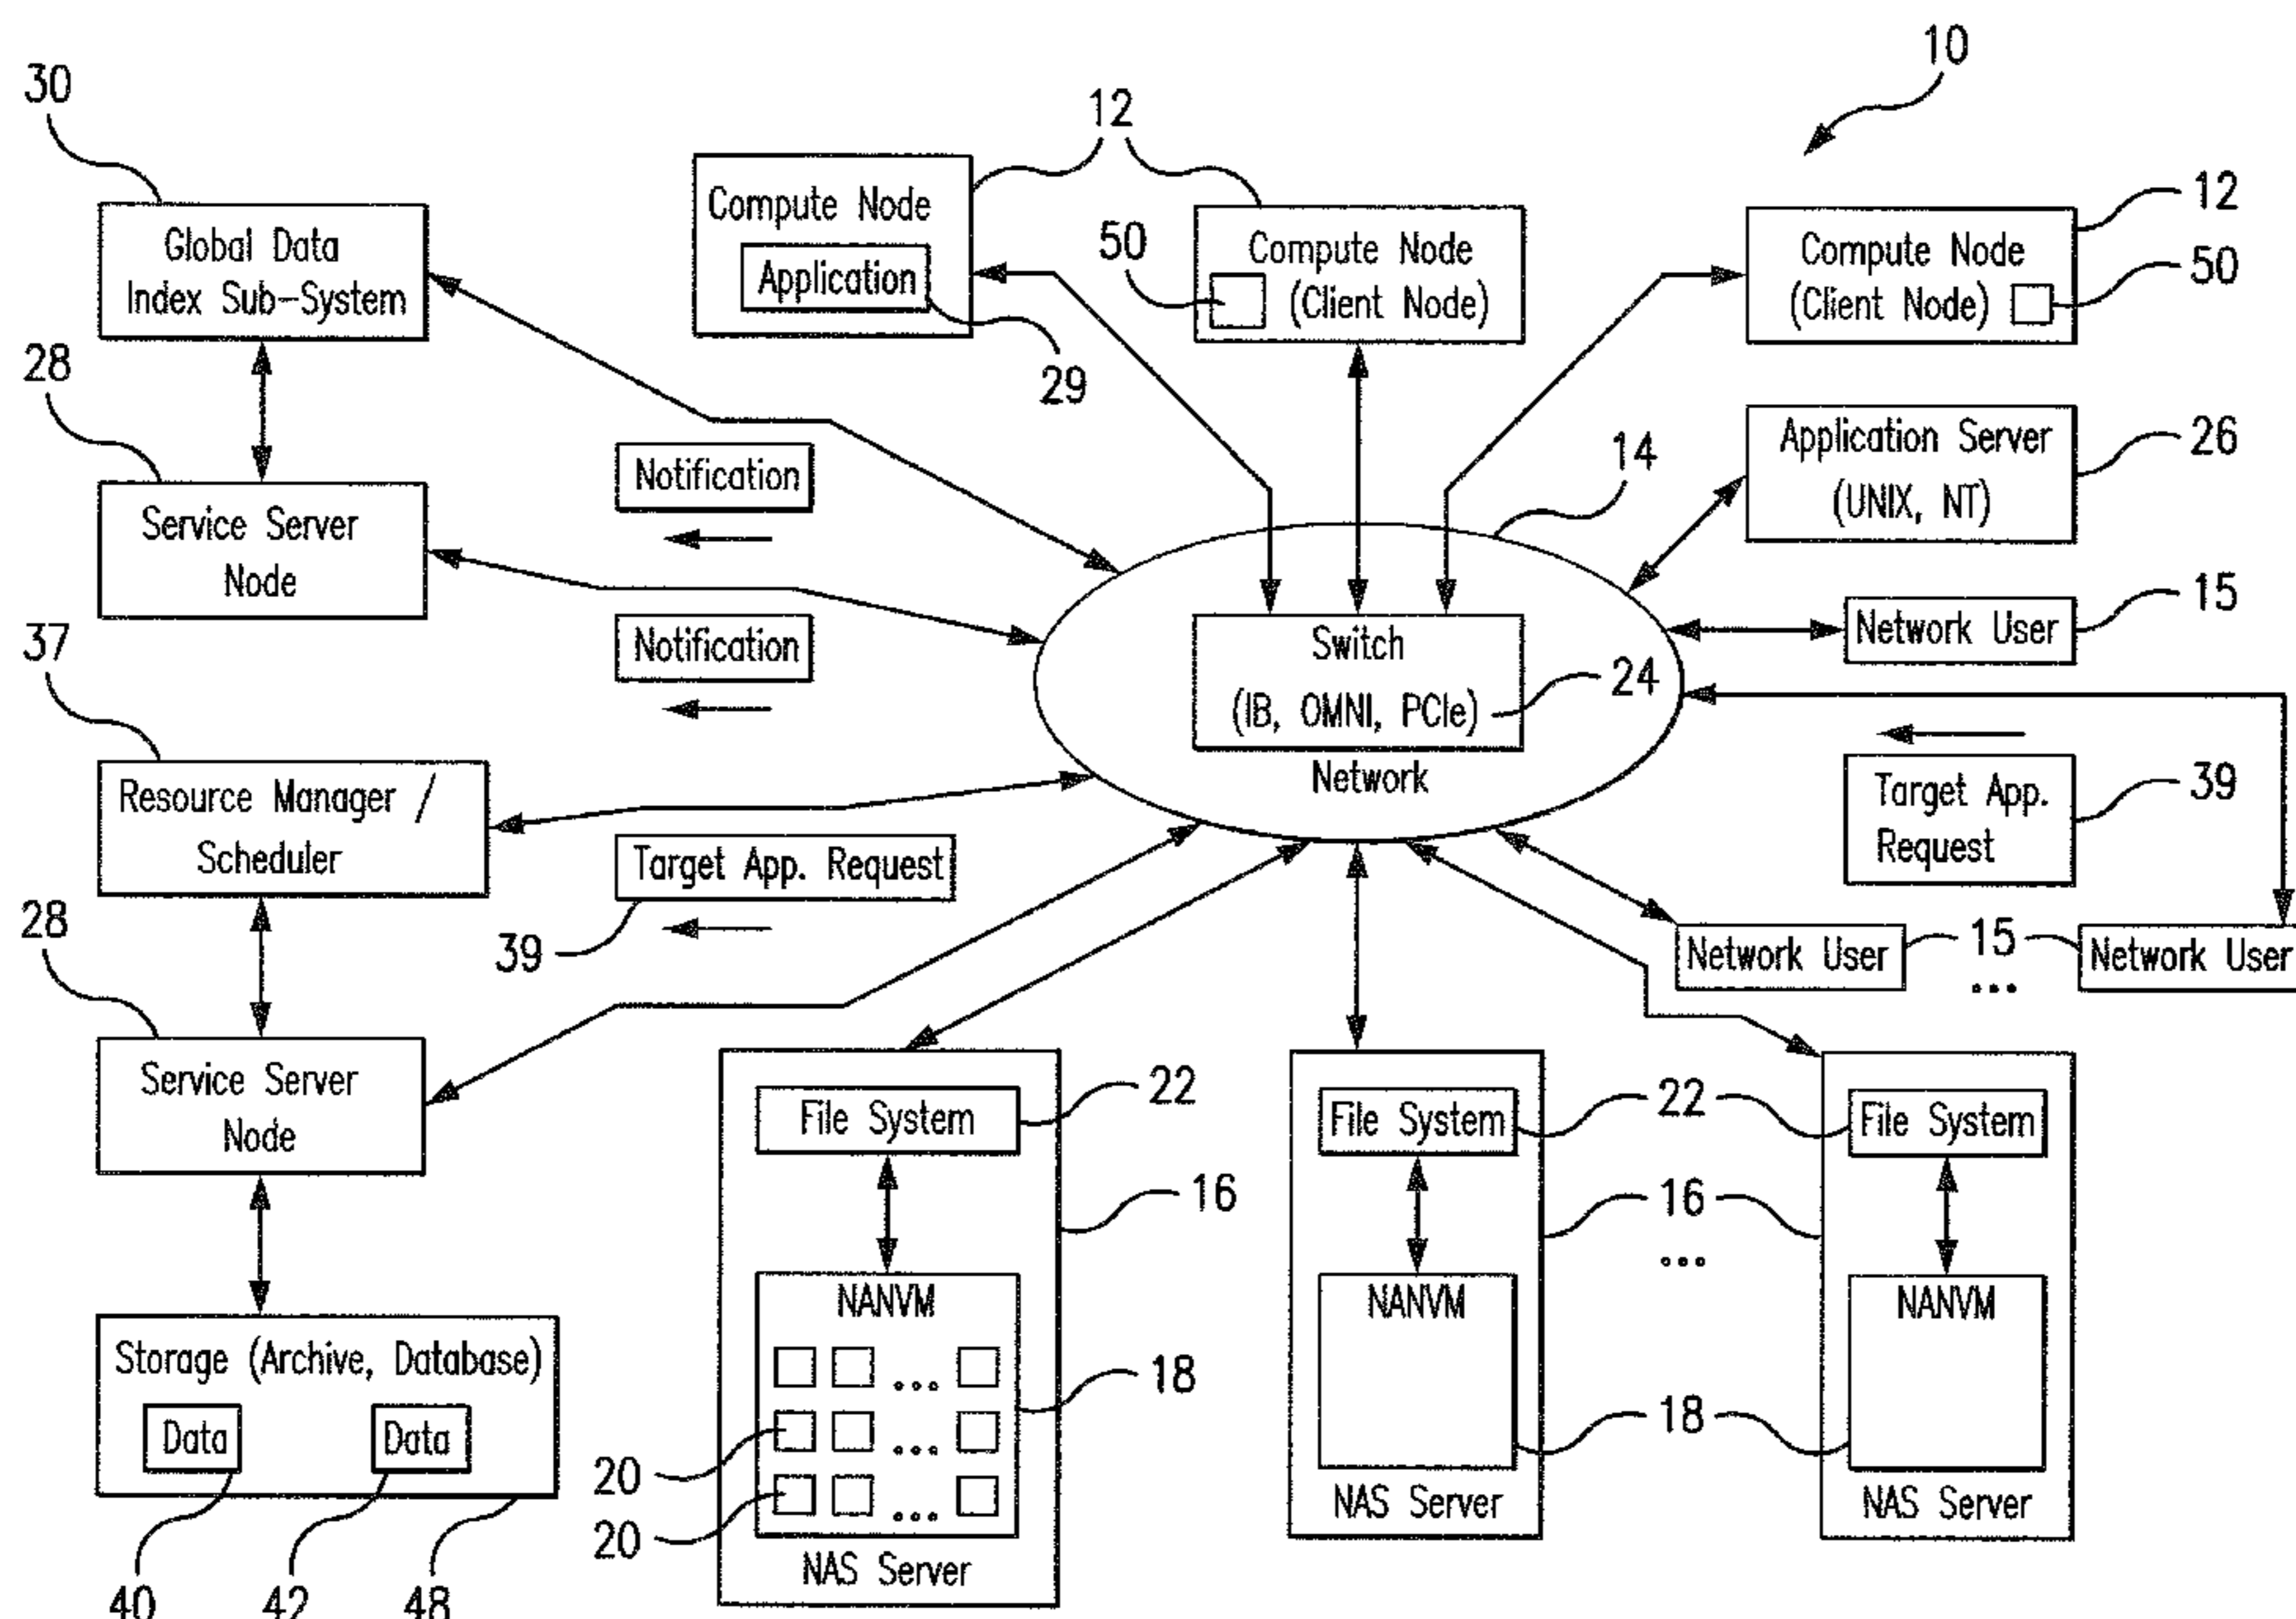 10
30
12
Compute Node
Application
29
Global Data
Index Sub-System
50
Compute Node
(Client Node)
12
Compute Node
(Client Node)
50
28
Service Server
Node
Notification
14
Application Server
(UNIX, NT)
26
Notification
Switch
(IB, OMNI, PCIe)
24
Network
Network User
15
37
Resource Manager /
Scheduler
Target App. Request
39
Target App.
Request
39
Network User
15
...
Network User
28
Service Server
Node
Storage (Archive, Database)
Data
Data
40
42
48
File System
22
16
NANVM
...
...
...
18
20
20
NAS Server
File System
22
16
...
NANVM
18
NAS Server
File System
NANVM
NAS Server